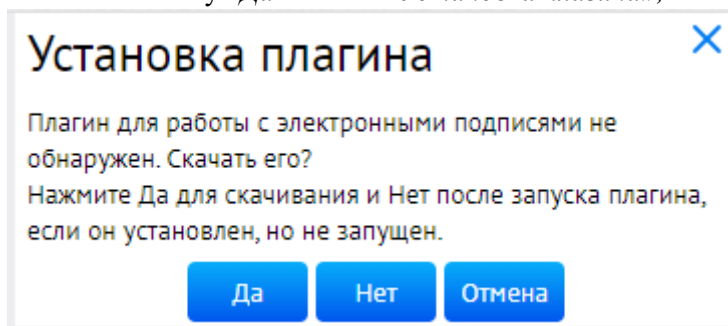 Установка плагина
Плагин для работы с электронными подписями не
обнаружен. Скачать его?
Нажмите Да для скачивания и Нет после запуска плагина,
если он установлен, но не запущен.
Да Нет Отмена